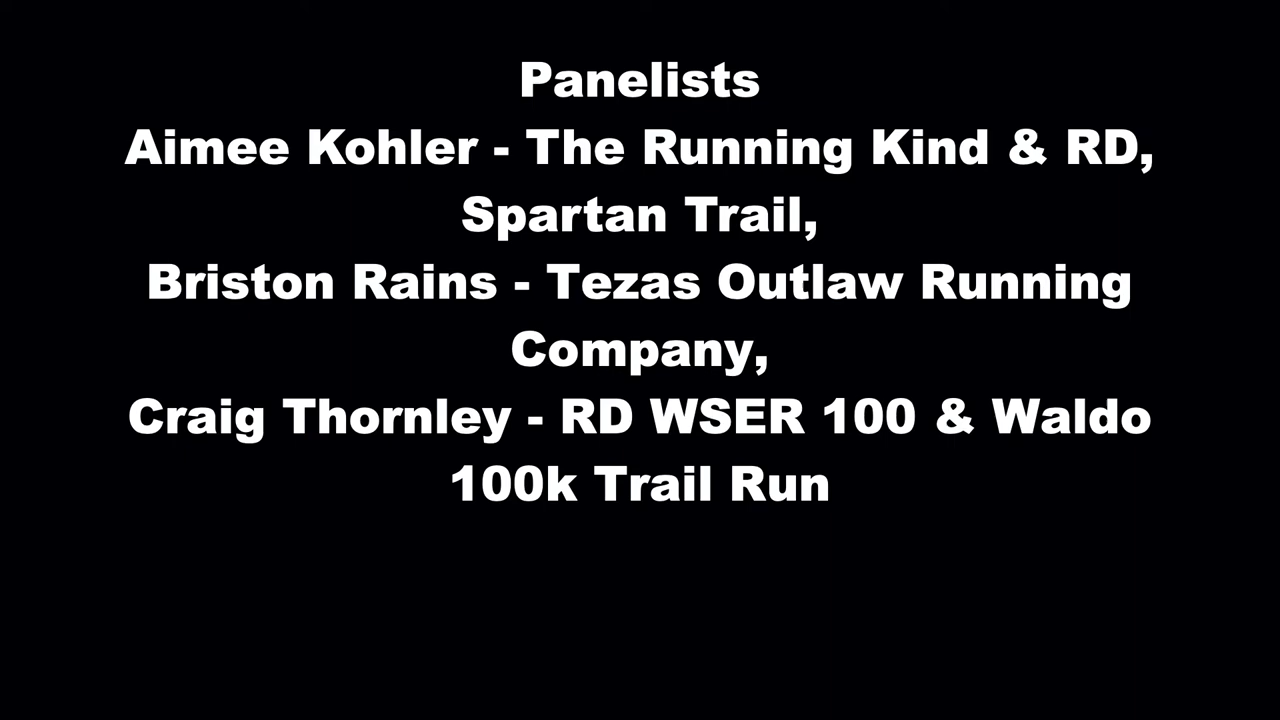 Panelists
Aimee Kohler - The Running Kind & RD,
Spartan Trail,
Briston Rains - Tezas Outlaw Running
Company,
Craig Thornley - RD WSER 100 & Waldo
100k Trail Run